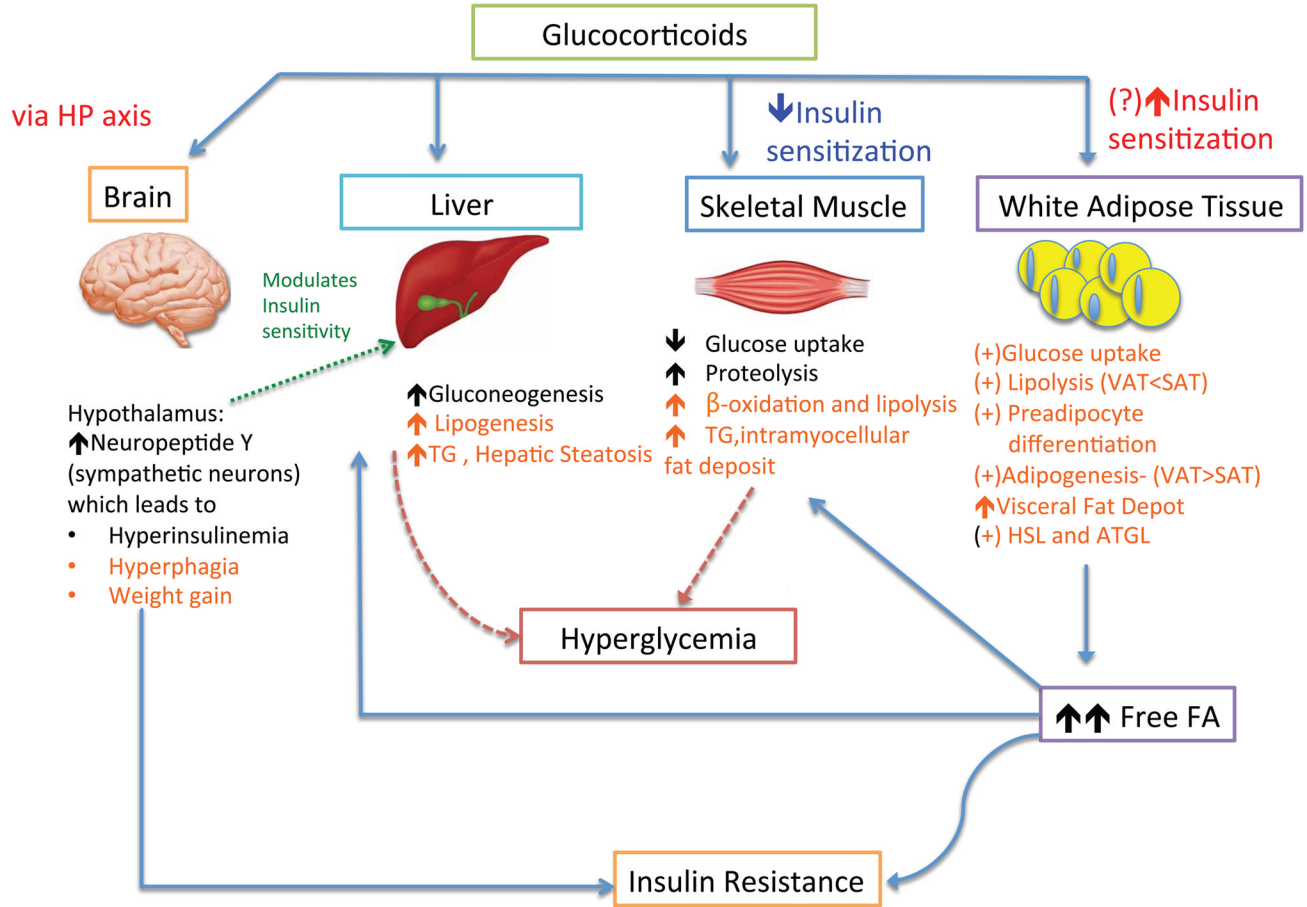 Glucocorticoids
via HP axis
↓Insulin
sensitization
(?)↑Insulin
sensitization
Brain
Liver
Skeletal Muscle
White Adipose Tissue
Modulates
Insulin
sensitivity
Hypothalamus:
↑Neuropeptide Y
(sympathetic neurons)
which leads to
• Hyperinsulinemia
• Hyperphagia
• Weight gain
↑Gluconeogenesis
↑ Lipogenesis
↑TG , Hepatic Steatosis
↓ Glucose uptake
↑ Proteolysis
↑ β-oxidation and lipolysis
↑ TG,intramyocellular
fat deposit
(+)Glucose uptake
(+) Lipolysis (VAT<SAT)
(+) Preadipocyte
differentiation
(+)Adipogenesis- (VAT>SAT)
↑Visceral Fat Depot
(+) HSL and ATGL
Hyperglycemia
↑↑ Free FA
Insulin Resistance